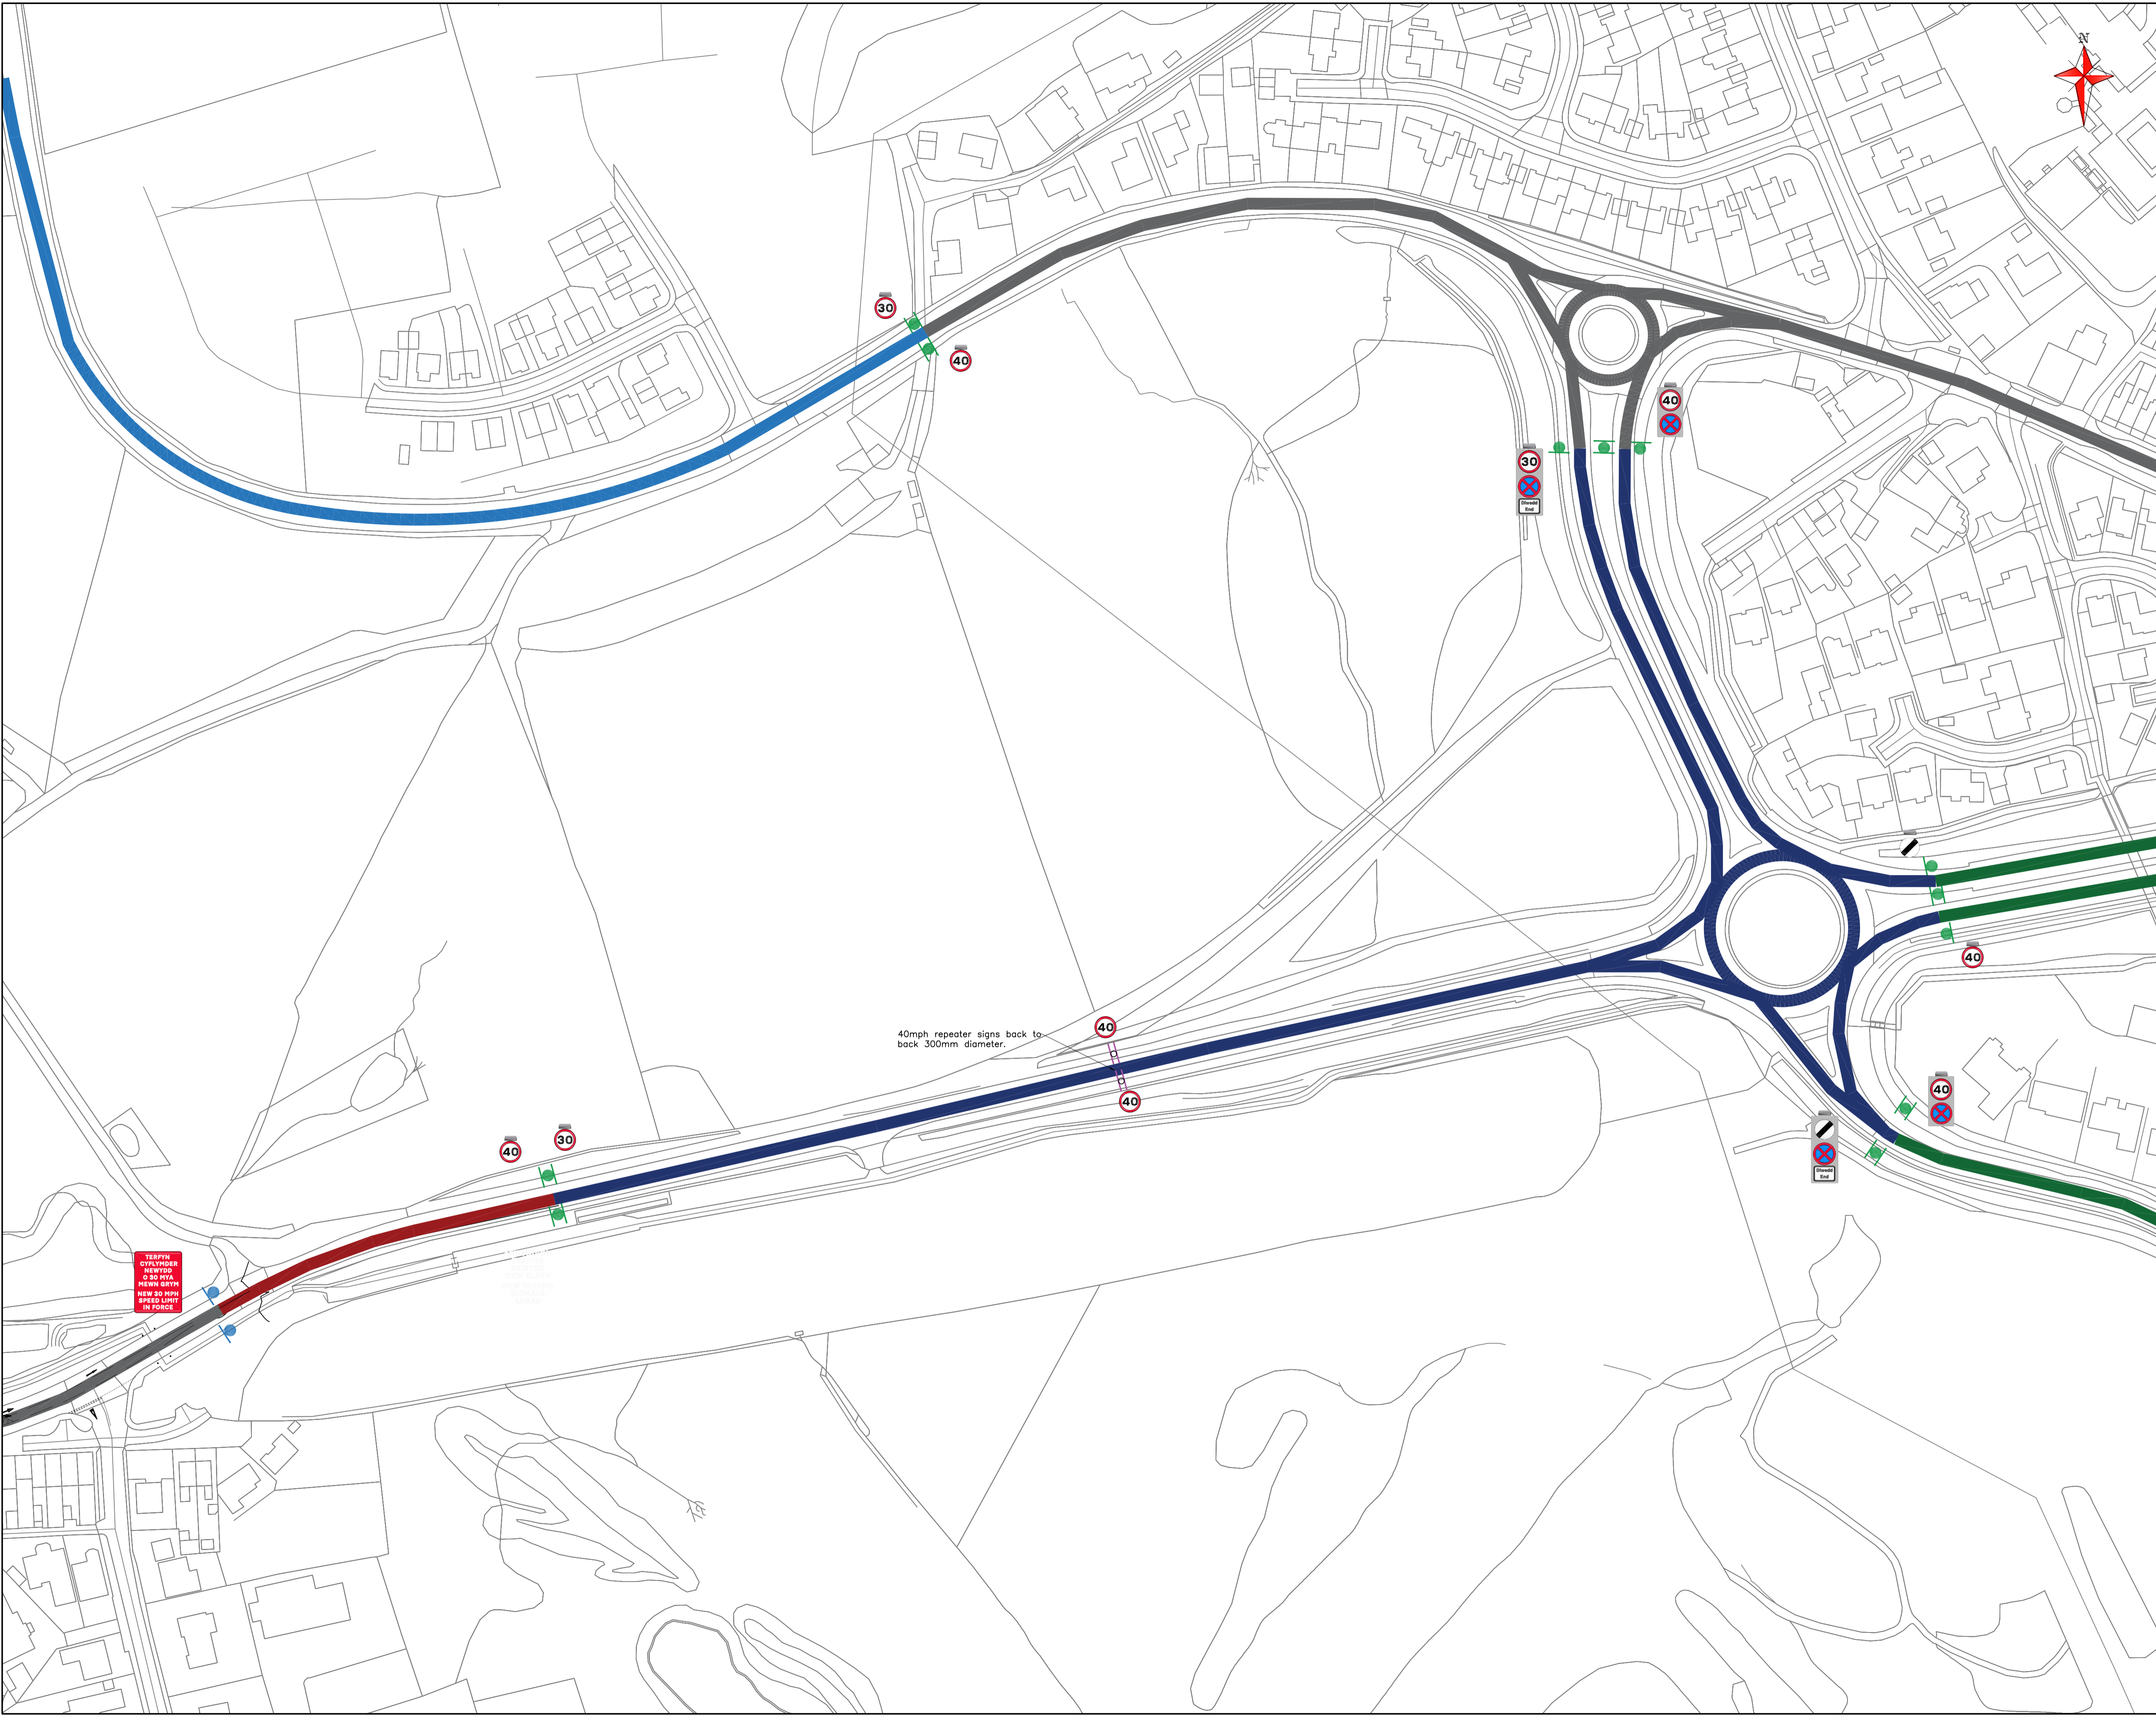 N
30
40
40
30
Diwedd
End
40
40mph repeater signs back to
back 300mm diameter.
40
40
40
40
30
Diwedd
End
TERFYN
CYFLYMDER
NEWYDD
O 30 MYA
MEWN GRYM
NEW 30 MPH
SPEED LIMIT
IN FORCE